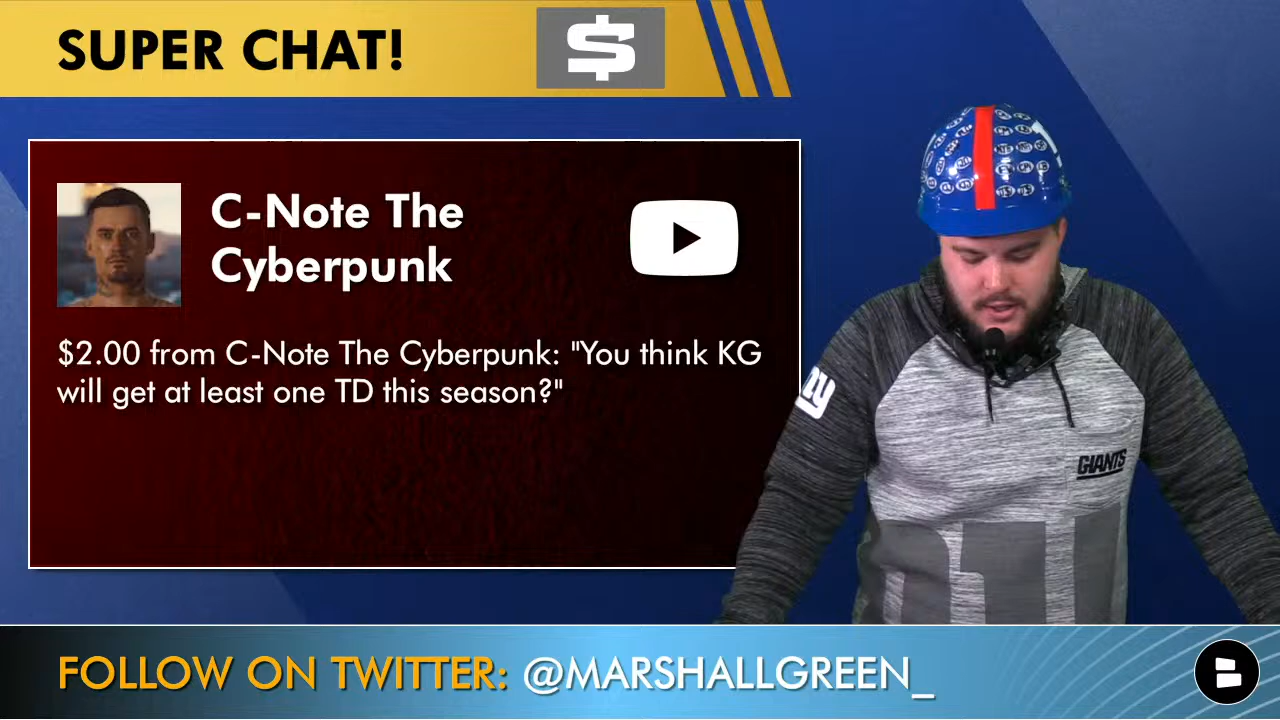 SUPER CHAT!
$
C-Note The
Cyberpunk
$2.00 from C-Note The Cyberpunk: "You think KG
will get at least one TD this season?"
ny
GIANTS
FOLLOW ON TWITTER: @MARSHALLGREEN_